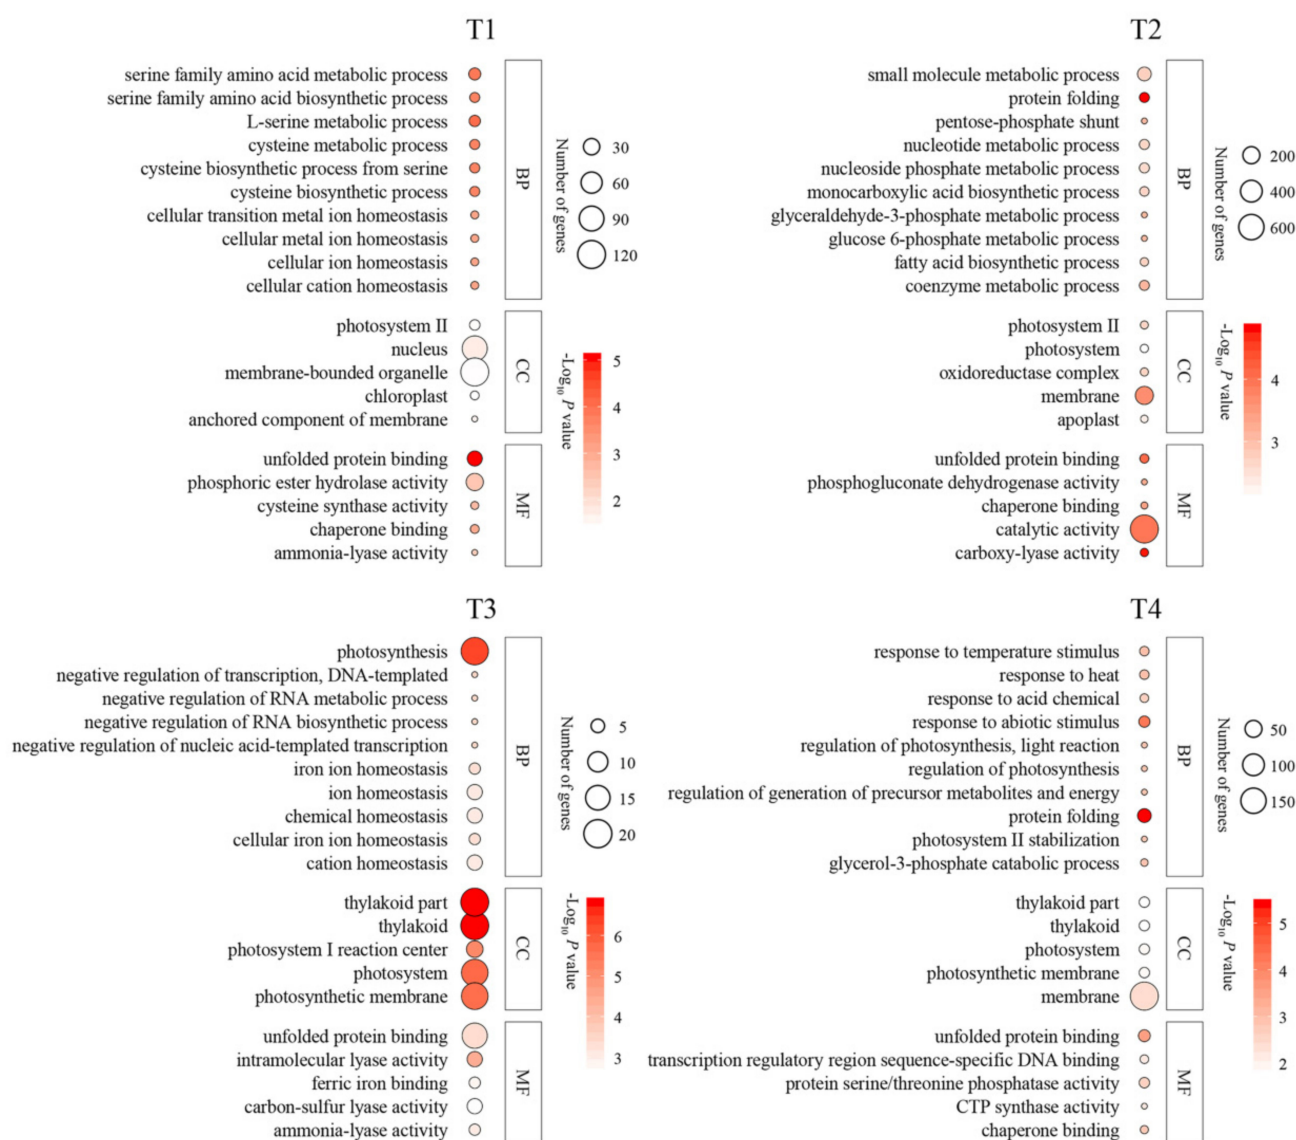 T1
serine family amino acid metabolic process
serine family amino acid biosynthetic process
L-serine metabolic process
cysteine metabolic process
cysteine biosynthetic process from serine
cysteine biosynthetic process
cellular transition metal ion homeostasis
cellular metal ion homeostasis
cellular ion homeostasis
cellular cation homeostasis
BP
photosystem II
nucleus
membrane-bounded organelle
chloroplast
anchored component of membrane
CC
unfolded protein binding
phosphoric ester hydrolase activity
cysteine synthase activity
chaperone binding
ammonia-lyase activity
MF
Number of genes
30
60
90
120
-Log10 P value
5
4
3
2
T2
small molecule metabolic process
protein folding
pentose-phosphate shunt
nucleotide metabolic process
nucleoside phosphate metabolic process
monocarboxylic acid biosynthetic process
glyceraldehyde-3-phosphate metabolic process
glucose 6-phosphate metabolic process
fatty acid biosynthetic process
coenzyme metabolic process
BP
photosystem II
photosystem
oxidoreductase complex
membrane
apoplast
CC
unfolded protein binding
phosphogluconate dehydrogenase activity
chaperone binding
catalytic activity
carboxy-lyase activity
MF
Number of genes
200
400
600
-Log10 P value
4
3
T3
photosynthesis
negative regulation of transcription, DNA-templated
negative regulation of RNA metabolic process
negative regulation of RNA biosynthetic process
negative regulation of nucleic acid-templated transcription
iron ion homeostasis
ion homeostasis
chemical homeostasis
cellular iron ion homeostasis
cation homeostasis
BP
thylakoid part
thylakoid
photosystem I reaction center
photosystem
photosynthetic membrane
CC
unfolded protein binding
intramolecular lyase activity
ferric iron binding
carbon-sulfur lyase activity
ammonia-lyase activity
MF
Number of genes
5
10
15
20
-Log10 P value
6
5
4
3
T4
response to temperature stimulus
response to heat
response to acid chemical
response to abiotic stimulus
regulation of photosynthesis, light reaction
regulation of photosynthesis
regulation of generation of precursor metabolites and energy
protein folding
photosystem II stabilization
glycerol-3-phosphate catabolic process
BP
thylakoid part
thylakoid
photosystem
photosynthetic membrane
membrane
CC
unfolded protein binding
transcription regulatory region sequence-specific DNA binding
protein serine/threonine phosphatase activity
CTP synthase activity
chaperone binding
MF
Number of genes
50
100
150
-Log10 P value
5
4
3
2